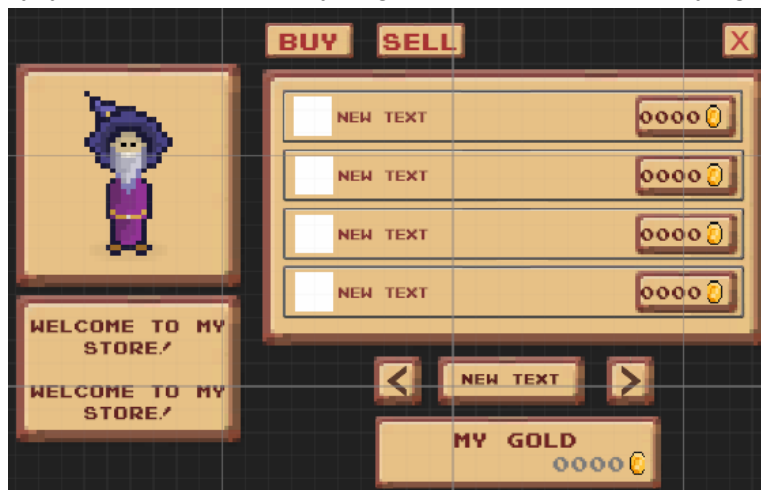 BUY SELL X
NEW TEXT 0000
NEW TEXT 0000
NEW TEXT 0000
NEW TEXT 0000
WELCOME TO MY
STORE!
WELCOME TO MY
STORE!
< NEW TEXT >
MY GOLD
0000